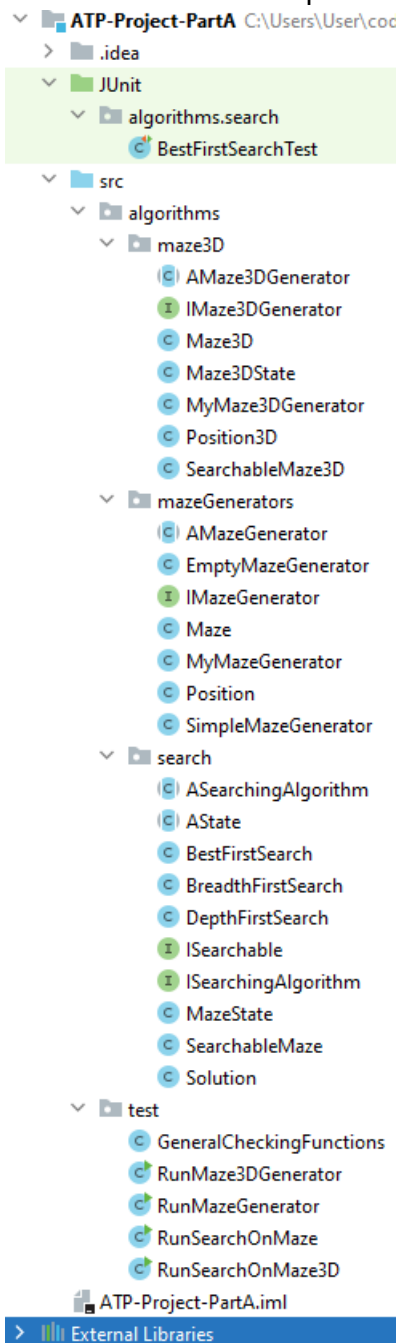 ATP-Project-PartA C:\Users\User\cod
.idea
JUnit
algorithms.search
BestFirstSearchTest
src
algorithms
maze3D
AMaze3DGenerator
IMaze3DGenerator
Maze3D
Maze3DState
MyMaze3DGenerator
Position3D
SearchableMaze3D
mazeGenerators
AMazeGenerator
EmptyMazeGenerator
IMazeGenerator
Maze
MyMazeGenerator
Position
SimpleMazeGenerator
search
ASearchingAlgorithm
AState
BestFirstSearch
BreadthFirstSearch
DepthFirstSearch
ISearchable
ISearchingAlgorithm
MazeState
SearchableMaze
Solution
test
GeneralCheckingFunctions
RunMaze3DGenerator
RunMazeGenerator
RunSearchOnMaze
RunSearchOnMaze3D
ATP-Project-PartA.iml
External Libraries